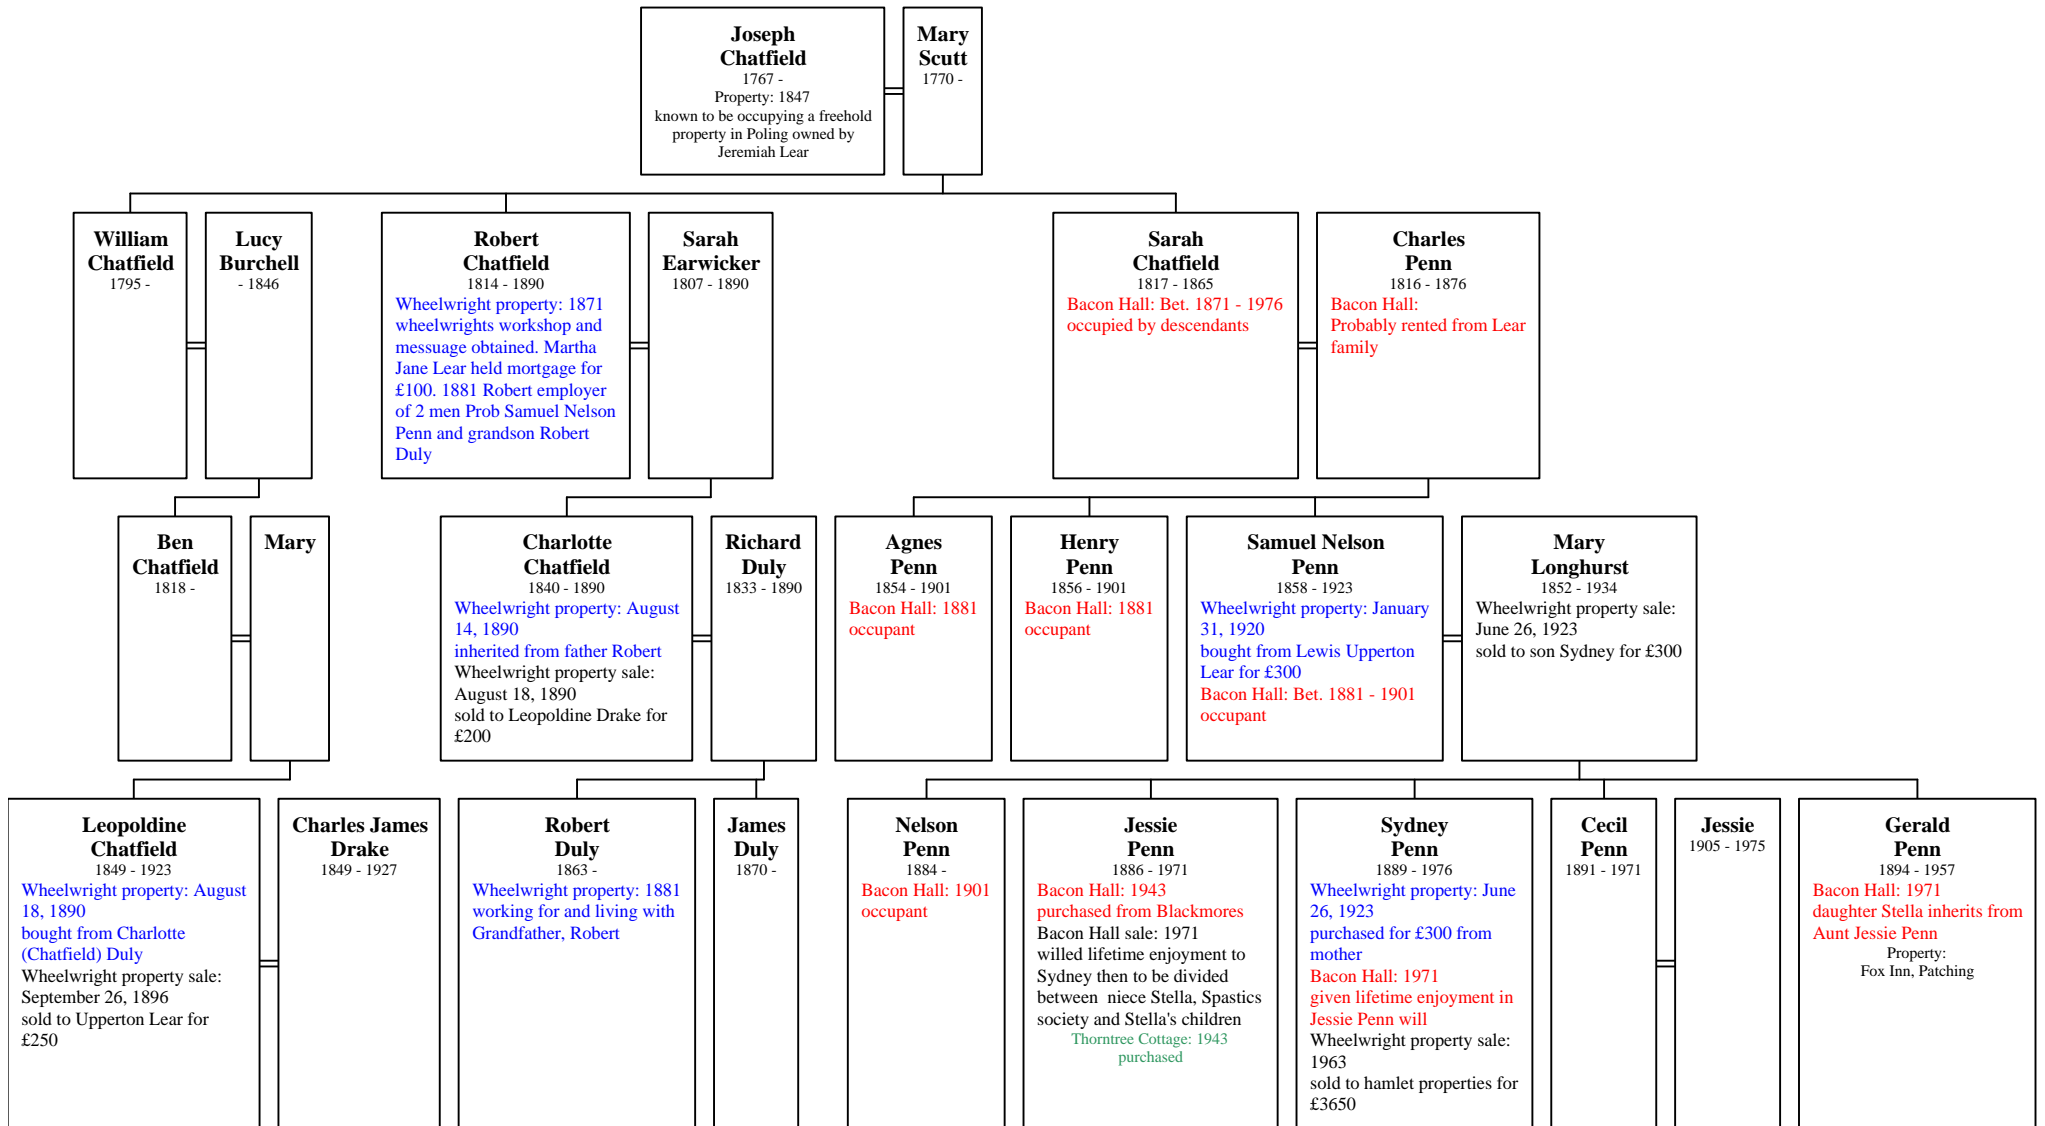 Joseph
Chatfield
1767 -
Property: 1847
known to be occupying a freehold
property in Poling owned by
Jeremiah Lear
Mary
Scutt
1770 -
William
Chatfield
1795 -
Lucy
Burchell
- 1846
Robert
Chatfield
1814 - 1890
Wheelwright property: 1871
wheelwrights workshop and
messuage obtained. Martha
Jane Lear held mortgage for
£100. 1881 Robert employer
of 2 men Prob Samuel Nelson
Penn and grandson Robert
Duly
Sarah
Earwicker
1807 - 1890
Sarah
Chatfield
1817 - 1865
Bacon Hall: Bet. 1871 - 1976
occupied by descendants
Charles
Penn
1816 - 1876
Bacon Hall:
Probably rented from Lear
family
Ben
Chatfield
1818 -
Mary
Charlotte
Chatfield
1840 - 1890
Wheelwright property: August
14, 1890
inherited from father Robert
Wheelwright property sale:
August 18, 1890
sold to Leopoldine Drake for
£200
Richard
Duly
1833 - 1890
Agnes
Penn
1854 - 1901
Bacon Hall: 1881
occupant
Henry
Penn
1856 - 1901
Bacon Hall: 1881
occupant
Samuel Nelson
Penn
1858 - 1923
Wheelwright property: January
31, 1920
bought from Lewis Upperton
Lear for £300
Bacon Hall: Bet. 1881 - 1901
occupant
Mary
Longhurst
1852 - 1934
Wheelwright property sale:
June 26, 1923
sold to son Sydney for £300
Leopoldine
Chatfield
1849 - 1923
Wheelwright property: August
18, 1890
bought from Charlotte
(Chatfield) Duly
Wheelwright property sale:
September 26, 1896
sold to Upperton Lear for
£250
Charles James
Drake
1849 - 1927
Robert
Duly
1863 -
Wheelwright property: 1881
working for and living with
Grandfather, Robert
James
Duly
1870 -
Nelson
Penn
1884 -
Bacon Hall: 1901
occupant
Jessie
Penn
1886 - 1971
Bacon Hall: 1943
purchased from Blackmores
Bacon Hall sale: 1971
willed lifetime enjoyment to
Sydney then to be divided
between  niece Stella, Spastics
society and Stella's children
Thorntree Cottage: 1943
purchased
Sydney
Penn
1889 - 1976
Wheelwright property: June
26, 1923
purchased for £300 from
mother
Bacon Hall: 1971
given lifetime enjoyment in
Jessie Penn will
Wheelwright property sale:
1963
sold to hamlet properties for
£3650
Cecil
Penn
1891 - 1971
Jessie
1905 - 1975
Gerald
Penn
1894 - 1957
Bacon Hall: 1971
daughter Stella inherits from
Aunt Jessie Penn
Property:
Fox Inn, Patching